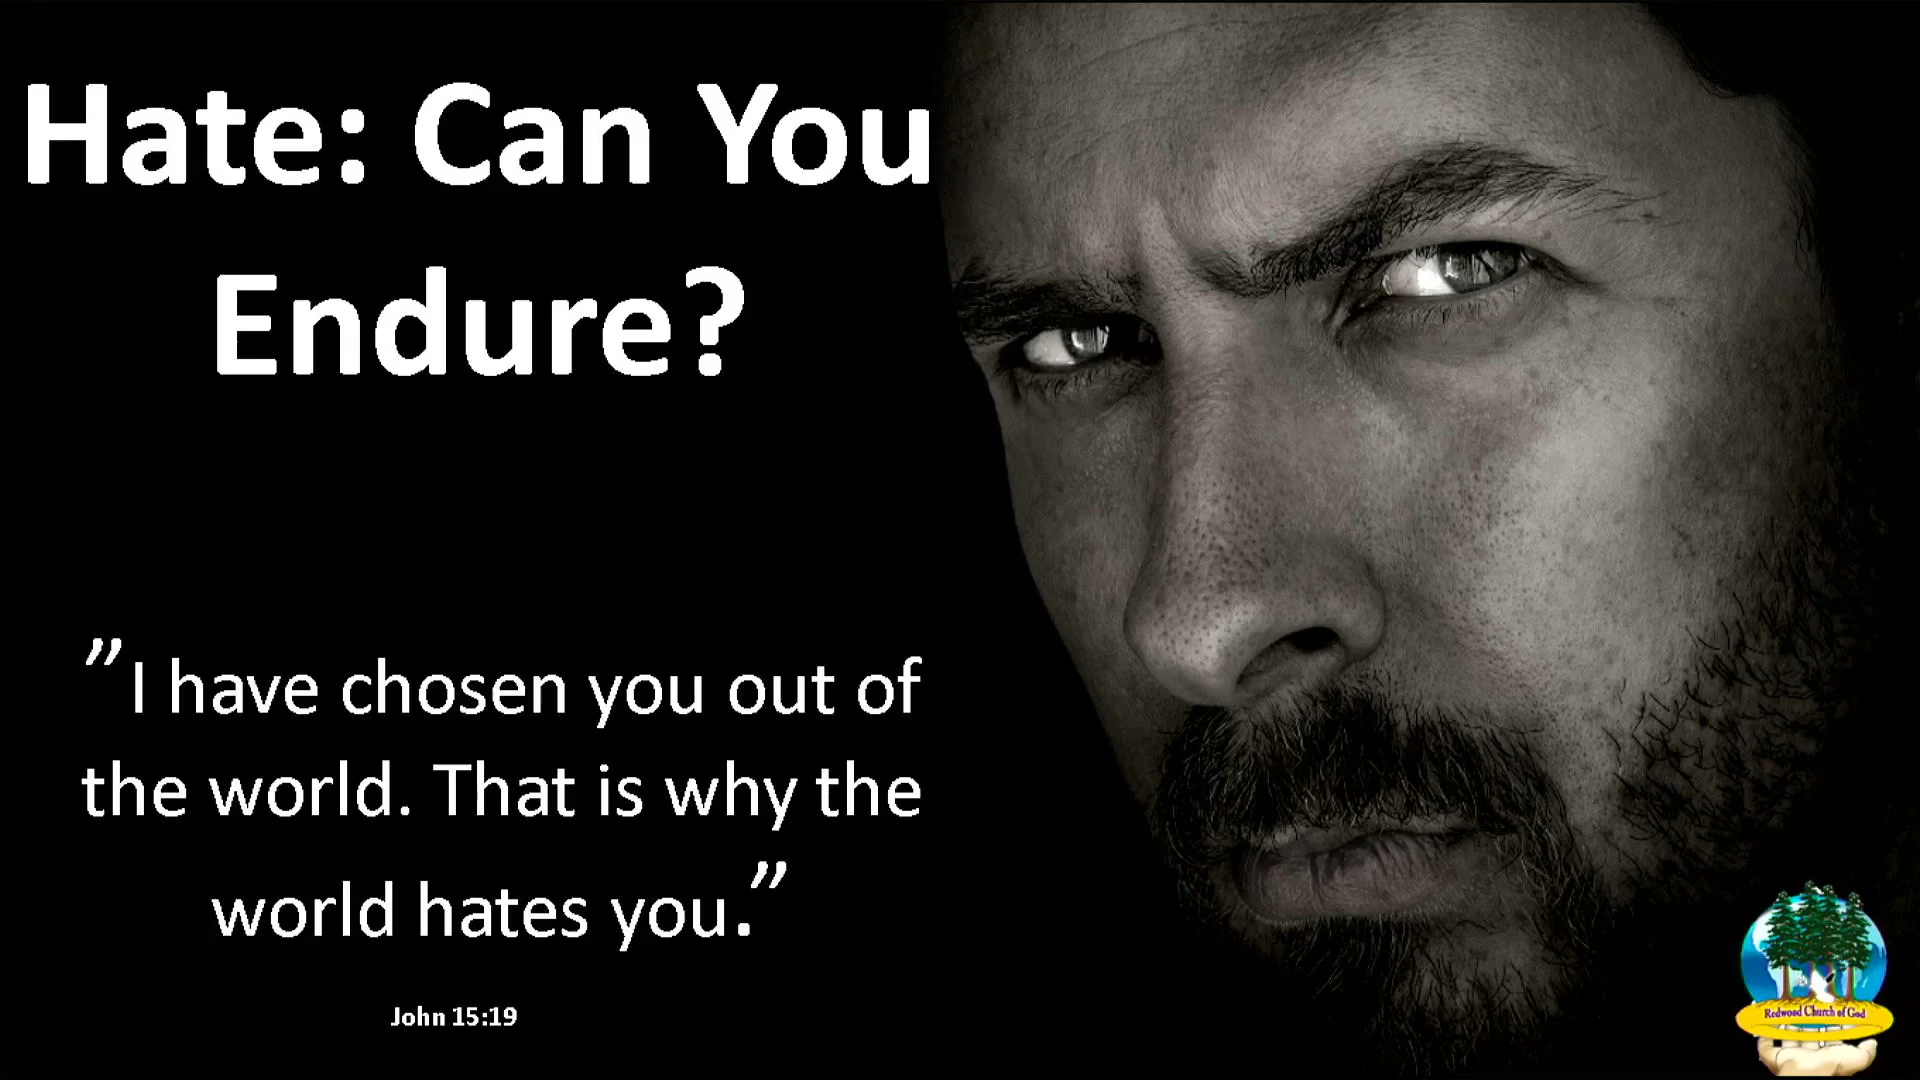 Hate: Can You
Endure?
”I have chosen you out of
the world. That is why the
world hates you.”
John 15:19
Redwood Church of God